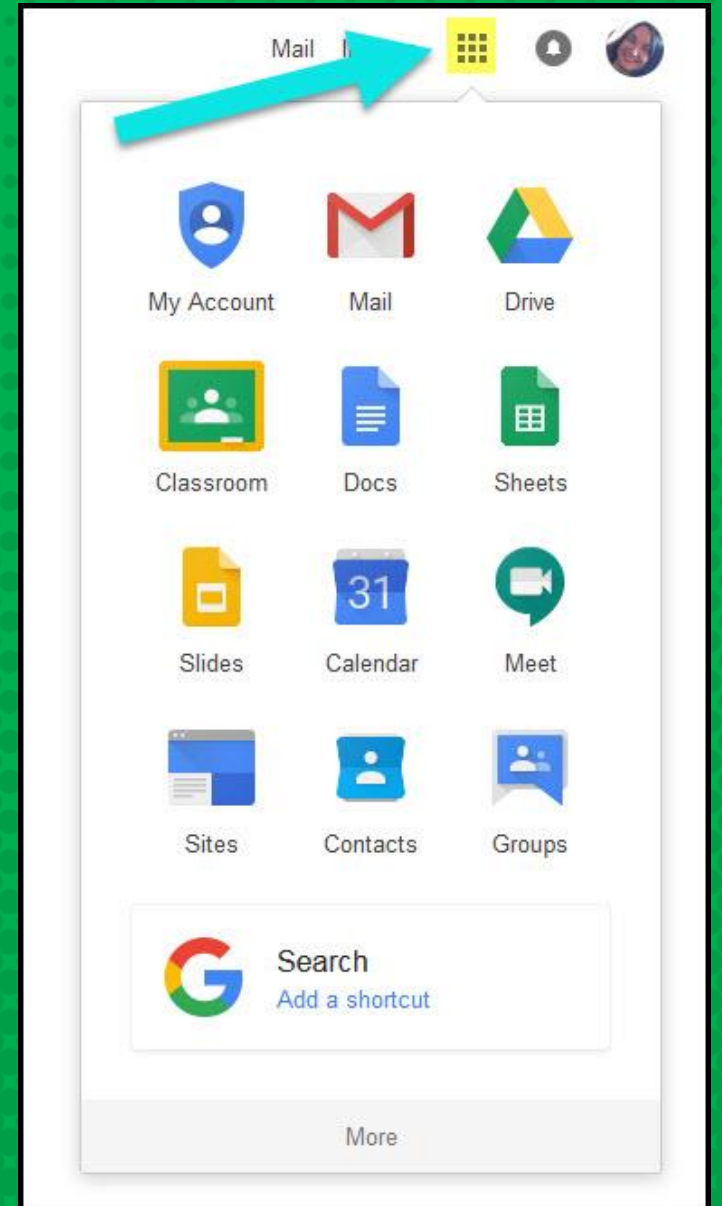 Mail
My Account Mail Drive
Classroom Docs Sheets
31
Slides Calendar Meet
Sites Contacts Groups
G
Search
Add a shortcut
More